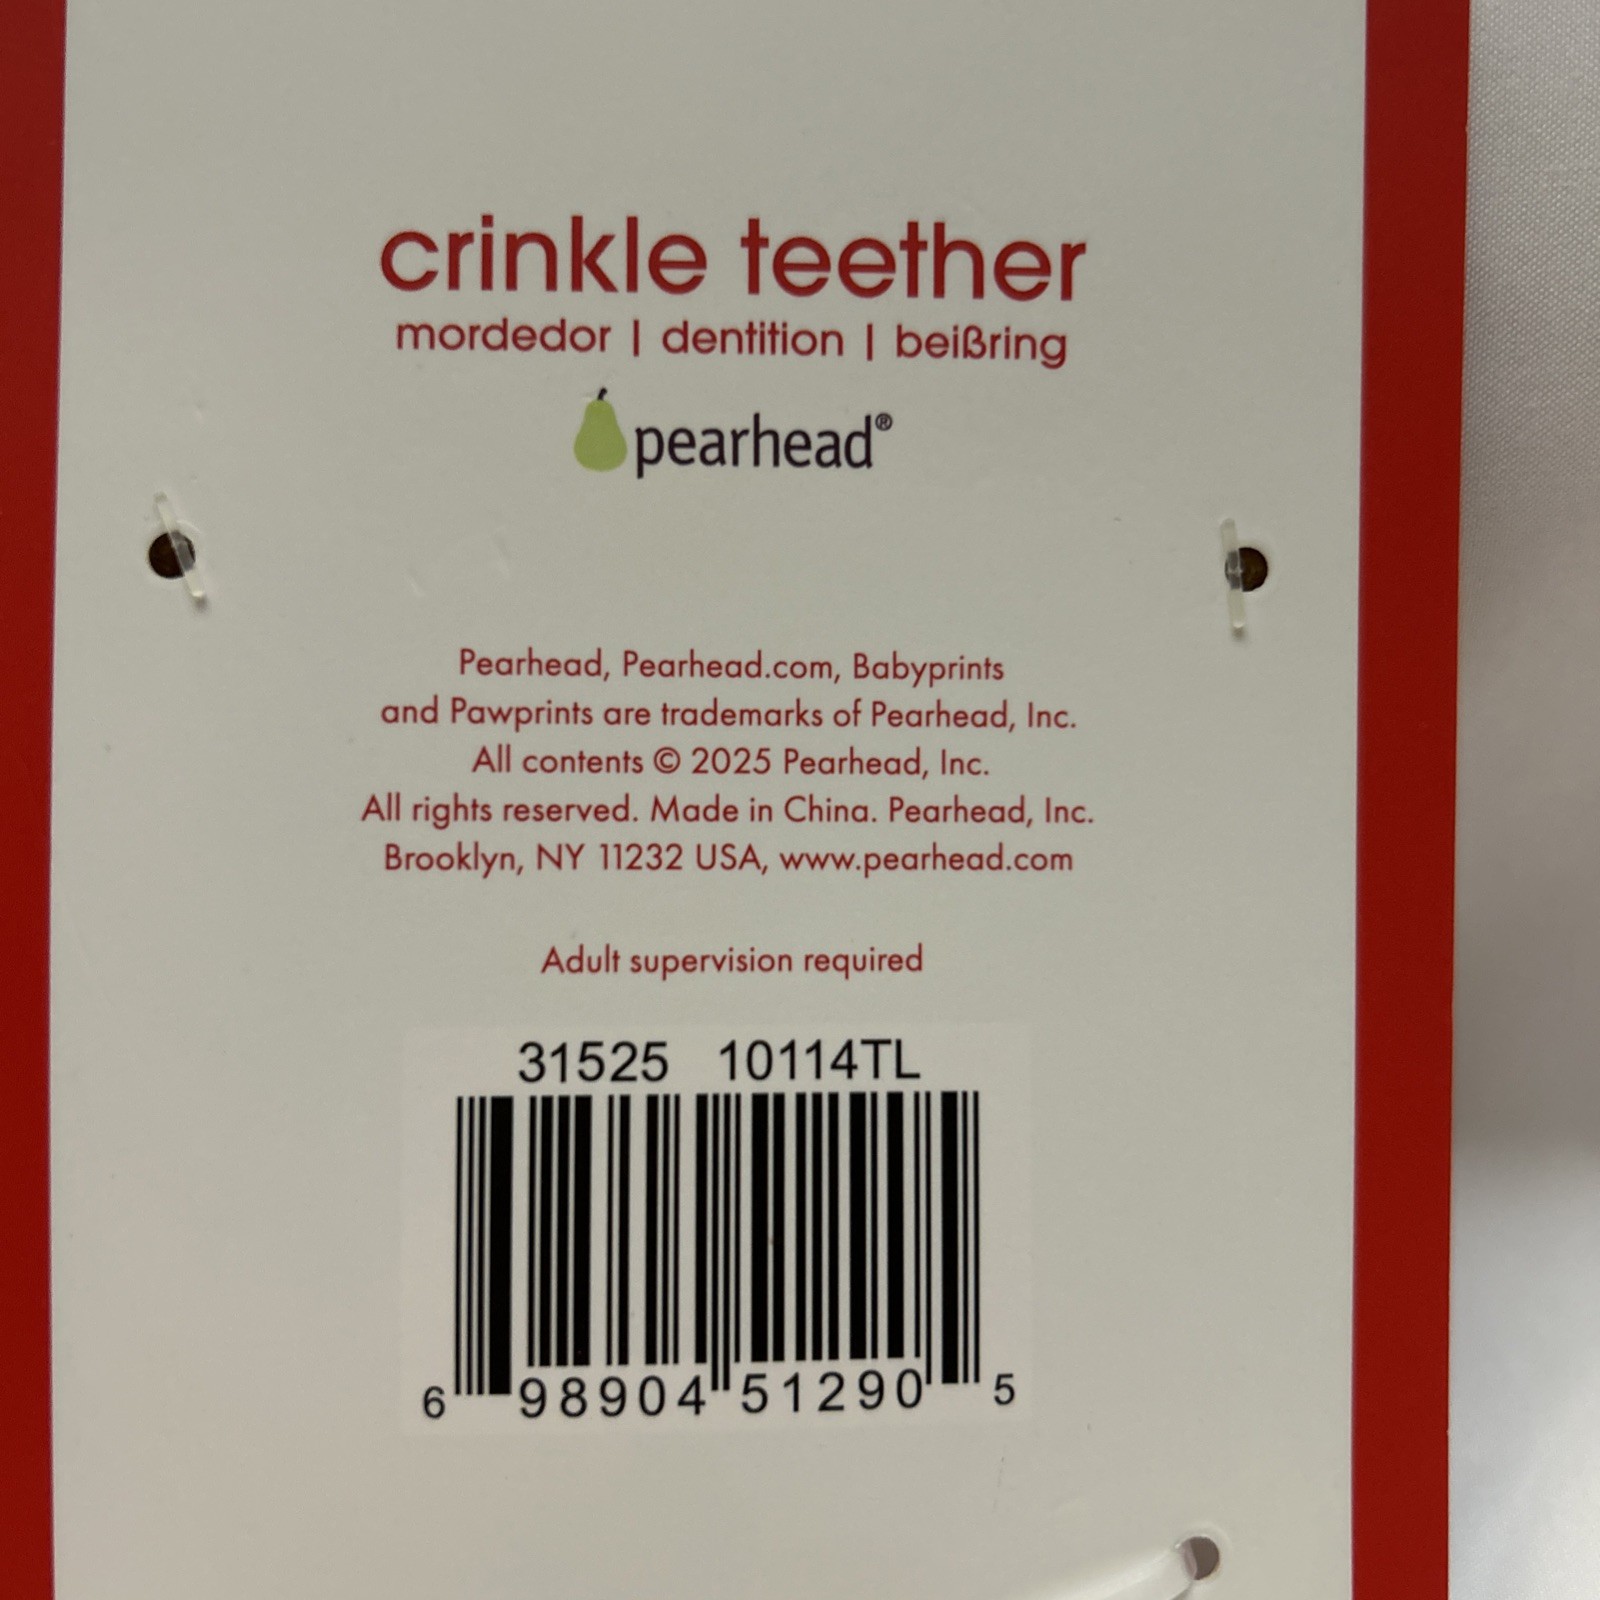 crinkle teether
mordedor | dentition | beißring
pearhead®
Pearhead, Pearhead.com, Babyprints
and Pawprints are trademarks of Pearhead, Inc.
All contents © 2025 Pearhead, Inc.
All rights reserved. Made in China. Pearhead, Inc.
Brooklyn, NY 11232 USA, www.pearhead.com
Adult supervision required
31525 10114TL
6 98904 51290 5